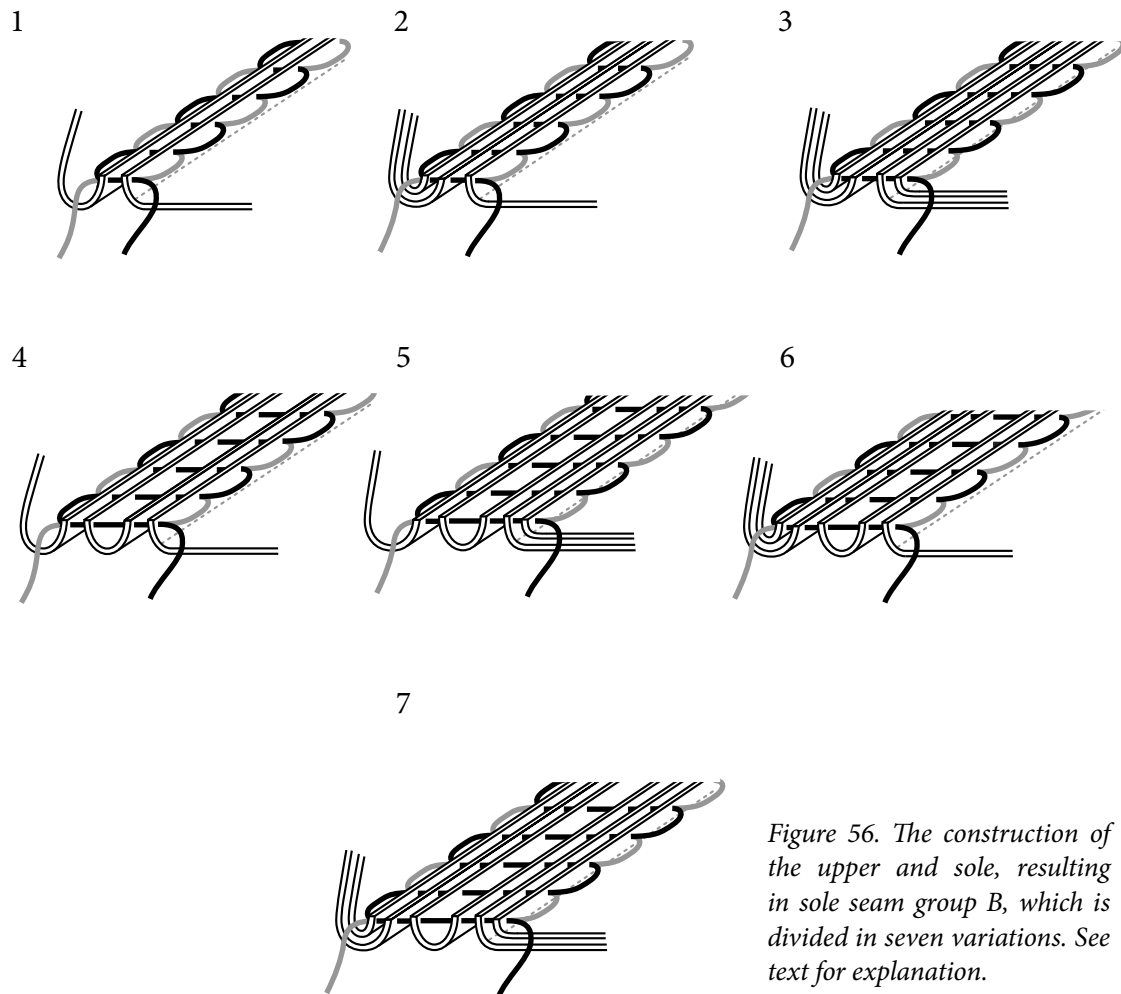 1
2
3
4
5
6
7
Figure 56. The construction of
the upper and sole, resulting
in sole seam group B, which is
divided in seven variations. See
text for explanation.